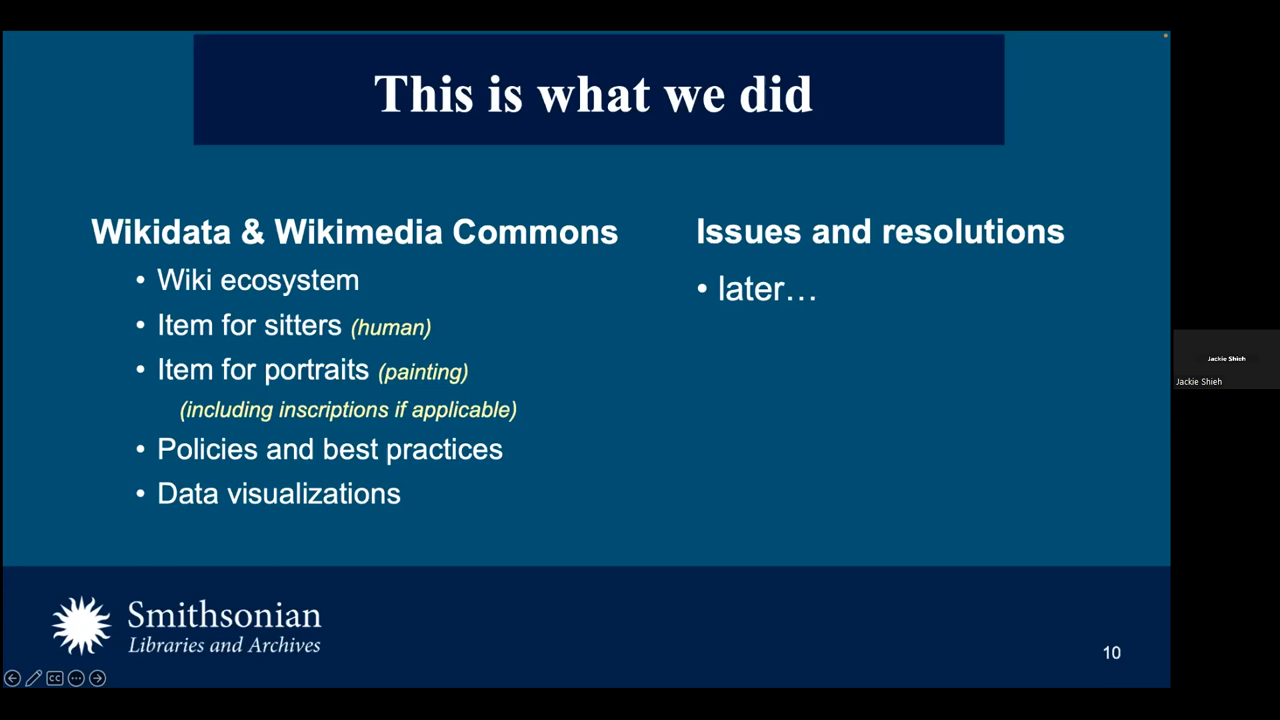 This is what we did
Wikidata & Wikimedia Commons
• Wiki ecosystem
• Item for sitters (human)
• Item for portraits (painting)
(including inscriptions if applicable)
• Policies and best practices
• Data visualizations
Issues and resolutions
• later…
Jackie Shieh
Jackie Shieh
Smithsonian
Libraries and Archives
10
CC